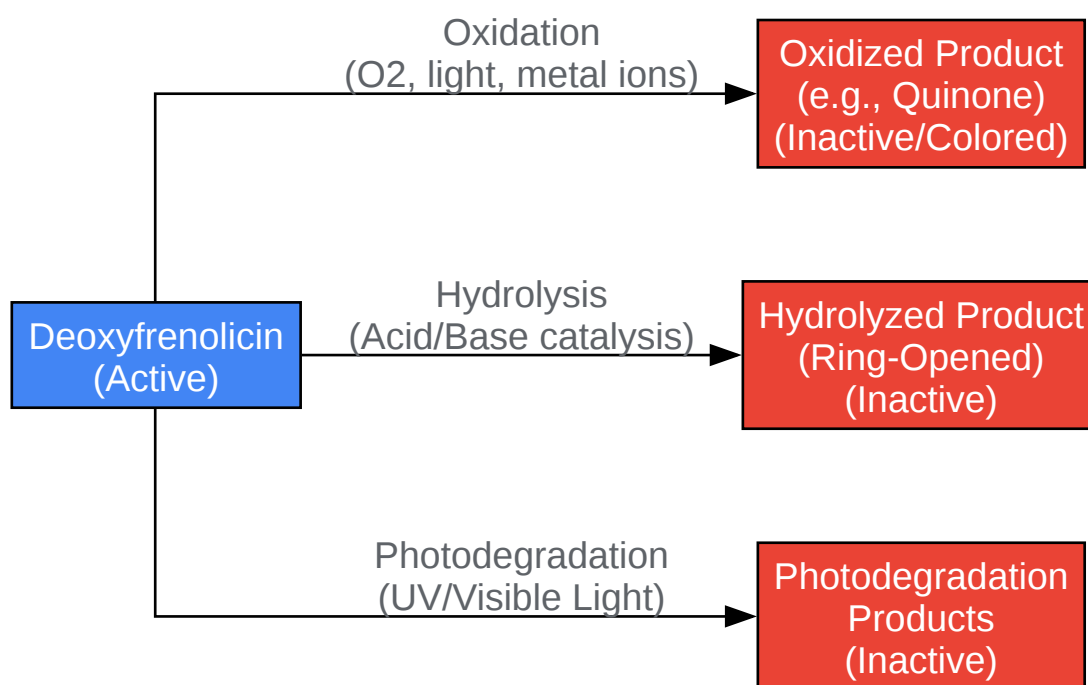 Oxidation
(O2, light, metal ions)
Oxidized Product
(e.g., Quinone)
(Inactive/Colored)
Deoxyfrenolicin
(Active)
Hydrolysis
(Acid/Base catalysis)
Hydrolyzed Product
(Ring-Opened)
(Inactive)
Photodegradation
(UV/Visible Light)
Photodegradation
Products
(Inactive)